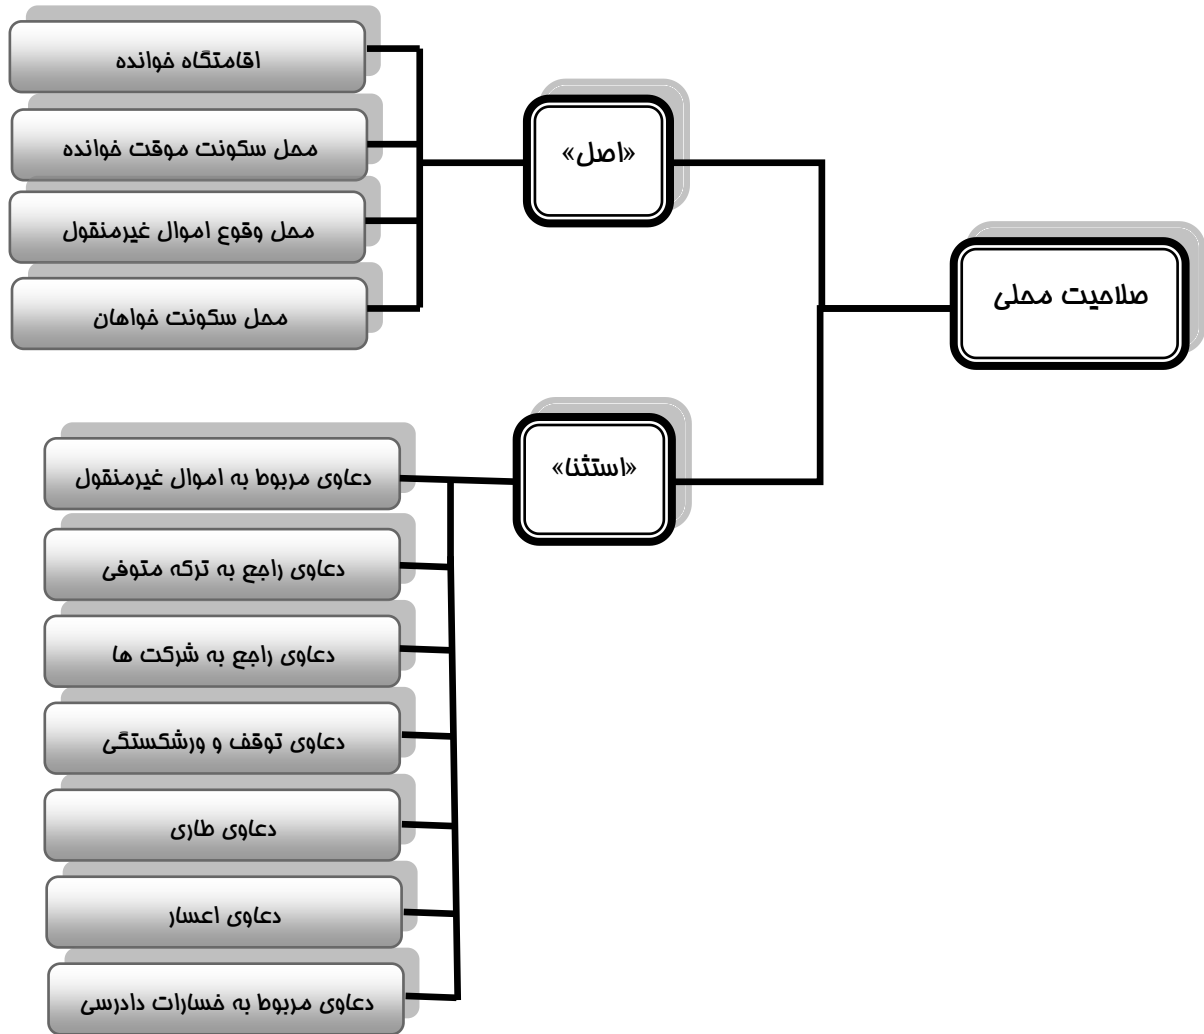 صلاحیت محلی
«اصل»
اقامتگاه خوانده
محل سکونت موقت خوانده
محل وقوع اموال غیرمنقول
محل سکونت خواهان
«استثنا»
دعاوی مربوط به اموال غیرمنقول
دعاوی راجع به ترکه متوفی
دعاوی راجع به شرکت ها
دعاوی توقف و ورشکستگی
دعاوی طاری
دعاوی اعسار
دعاوی مربوط به خسارات دادرسی